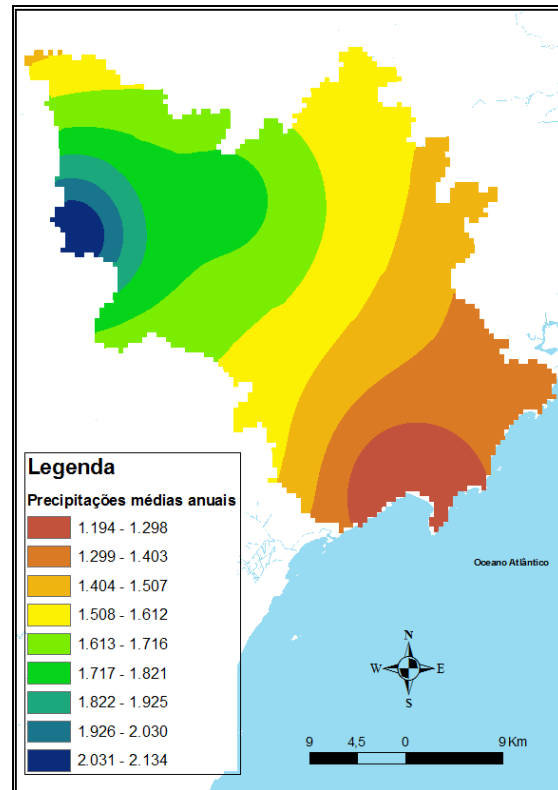 Legenda
Precipitações médias anuais
1.194 - 1.298
1.299 - 1.403
1.404 - 1.507
1.508 - 1.612
1.613 - 1.716
1.717 - 1.821
1.822 - 1.925
1.926 - 2.030
2.031 - 2.134
Oceano Atlântico
N
W E
S
9 4,5 0 9 Km